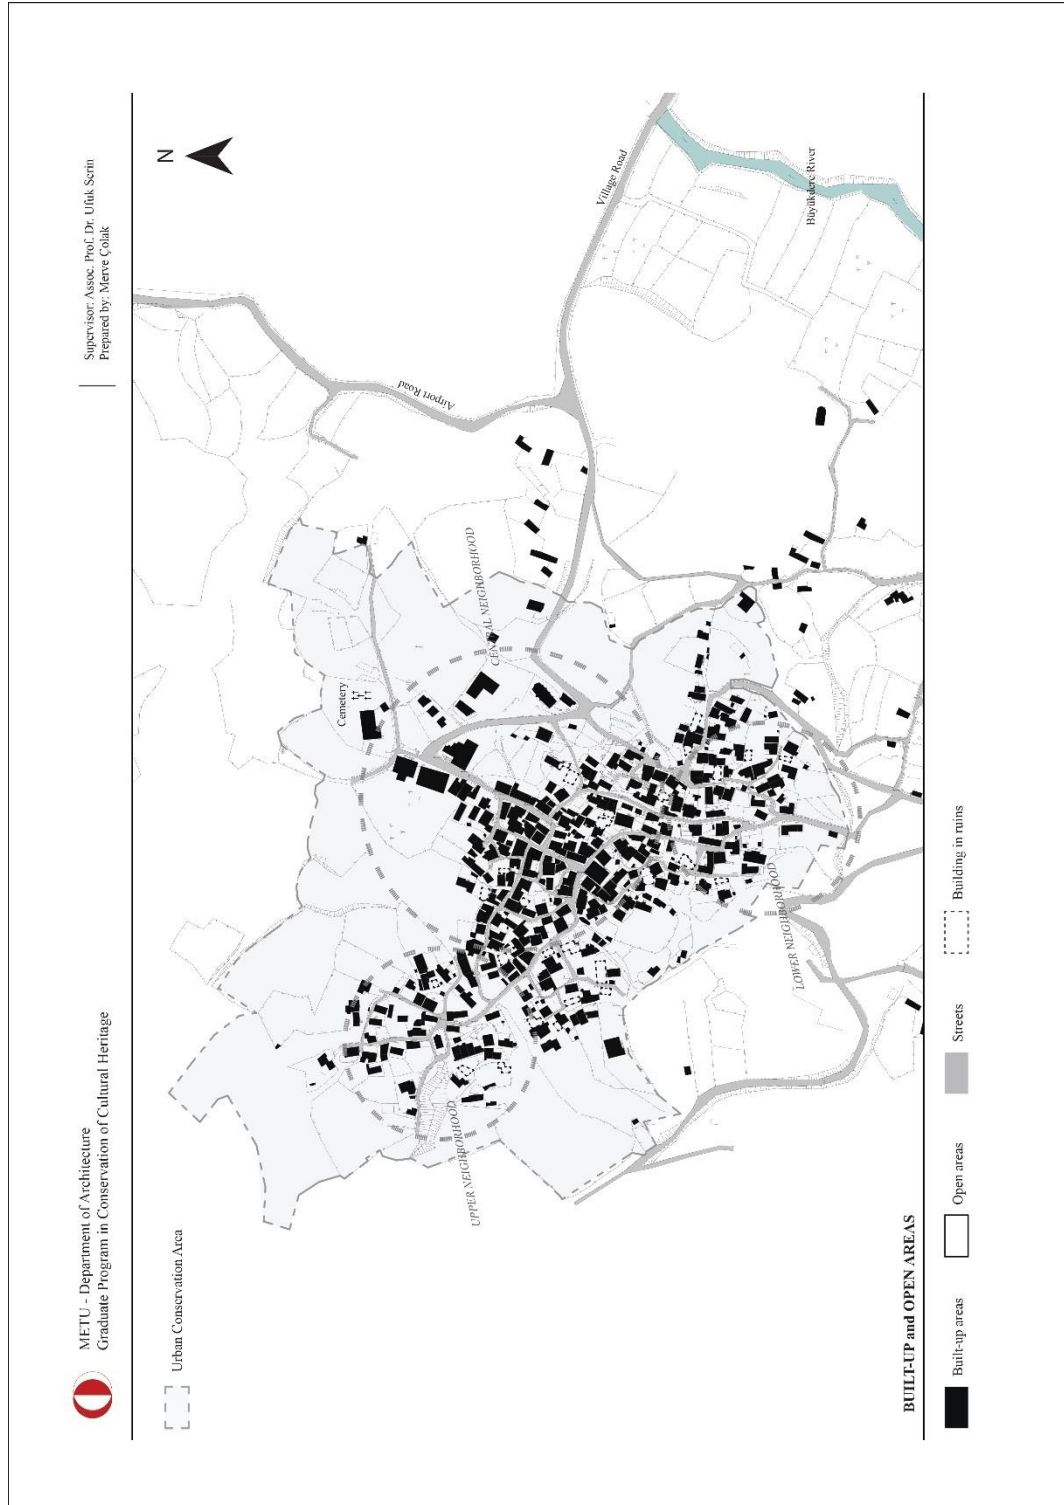 METU - Department of Architecture
Graduate Program in Conservation of Cultural Heritage
Supervisor: Assoc. Prof. Dr. Ufuk Serin
Prepared by: Merve Çolak
Urban Conservation Area
N
Airport Road
Village Road
Cemetery
CENTRAL NEIGHBORHOOD
UPPER NEIGHBORHOOD
LOWER NEIGHBORHOOD
Büyükdere River
BUILT-UP and OPEN AREAS
Built-up areas
Open areas
Streets
Building in ruins